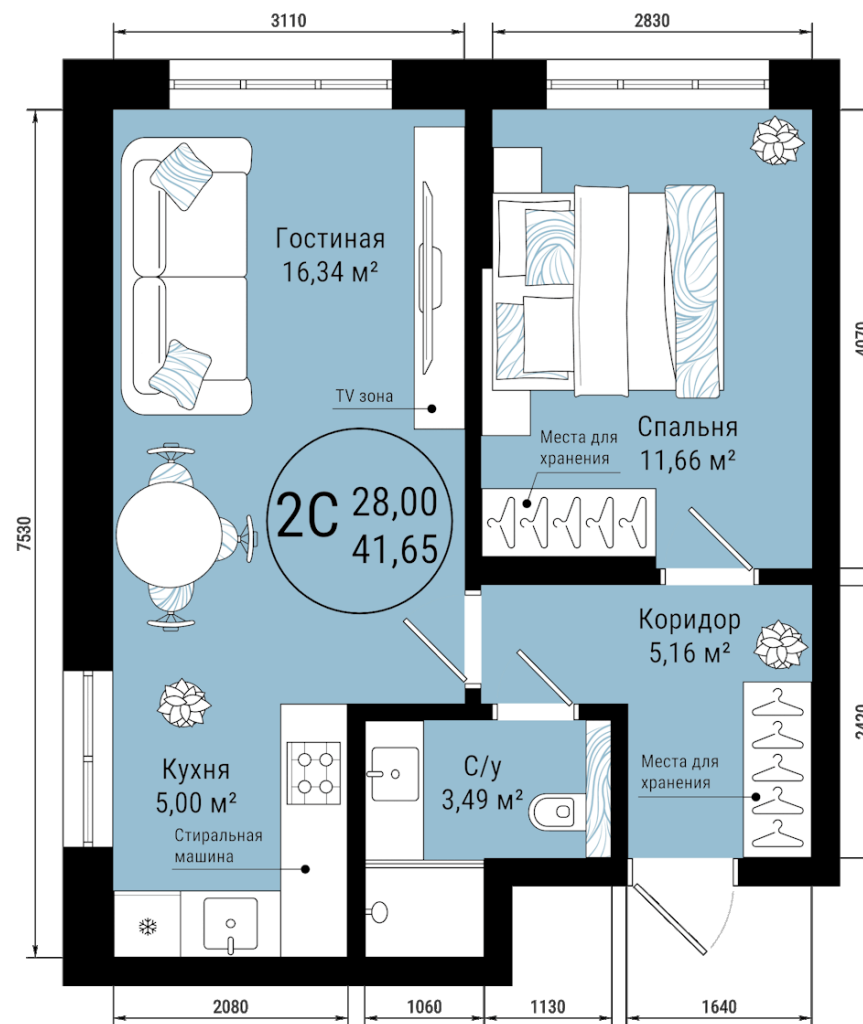 3110
2830
Гостиная
16,34 м²
TV зона
Спальня
11,66 м²
Места для
хранения
4070
7530
2С 28,00
41,65
Коридор
5,16 м²
Места для
хранения
2420
Кухня
5,00 м²
Стиральная
машина
С/у
3,49 м²
2080
1060
1130
1640